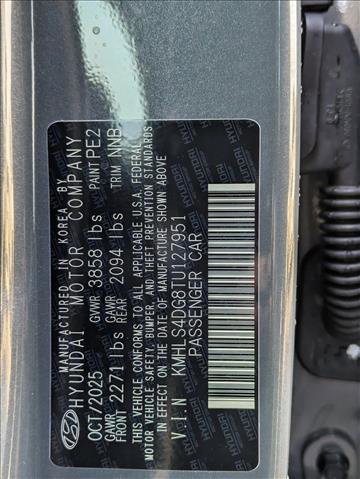 MANUFACTURED IN KOREA BY
HYUNDAI MOTOR COMPANY
OCT/2025 GVWR 3858 lbs PAINT PE2
GAWR FRONT 2271 lbs GAWR REAR 2094 lbs TRIM NNB
THIS VEHICLE CONFORMS TO ALL APPLICABLE U.S.A. FEDERAL
MOTOR VEHICLE SAFETY, BUMPER, AND THEFT PREVENTION STANDARDS
IN EFFECT ON THE DATE OF MANUFACTURE SHOWN ABOVE
V.I.N KMHLS4DG8TU127951
PASSENGER CAR